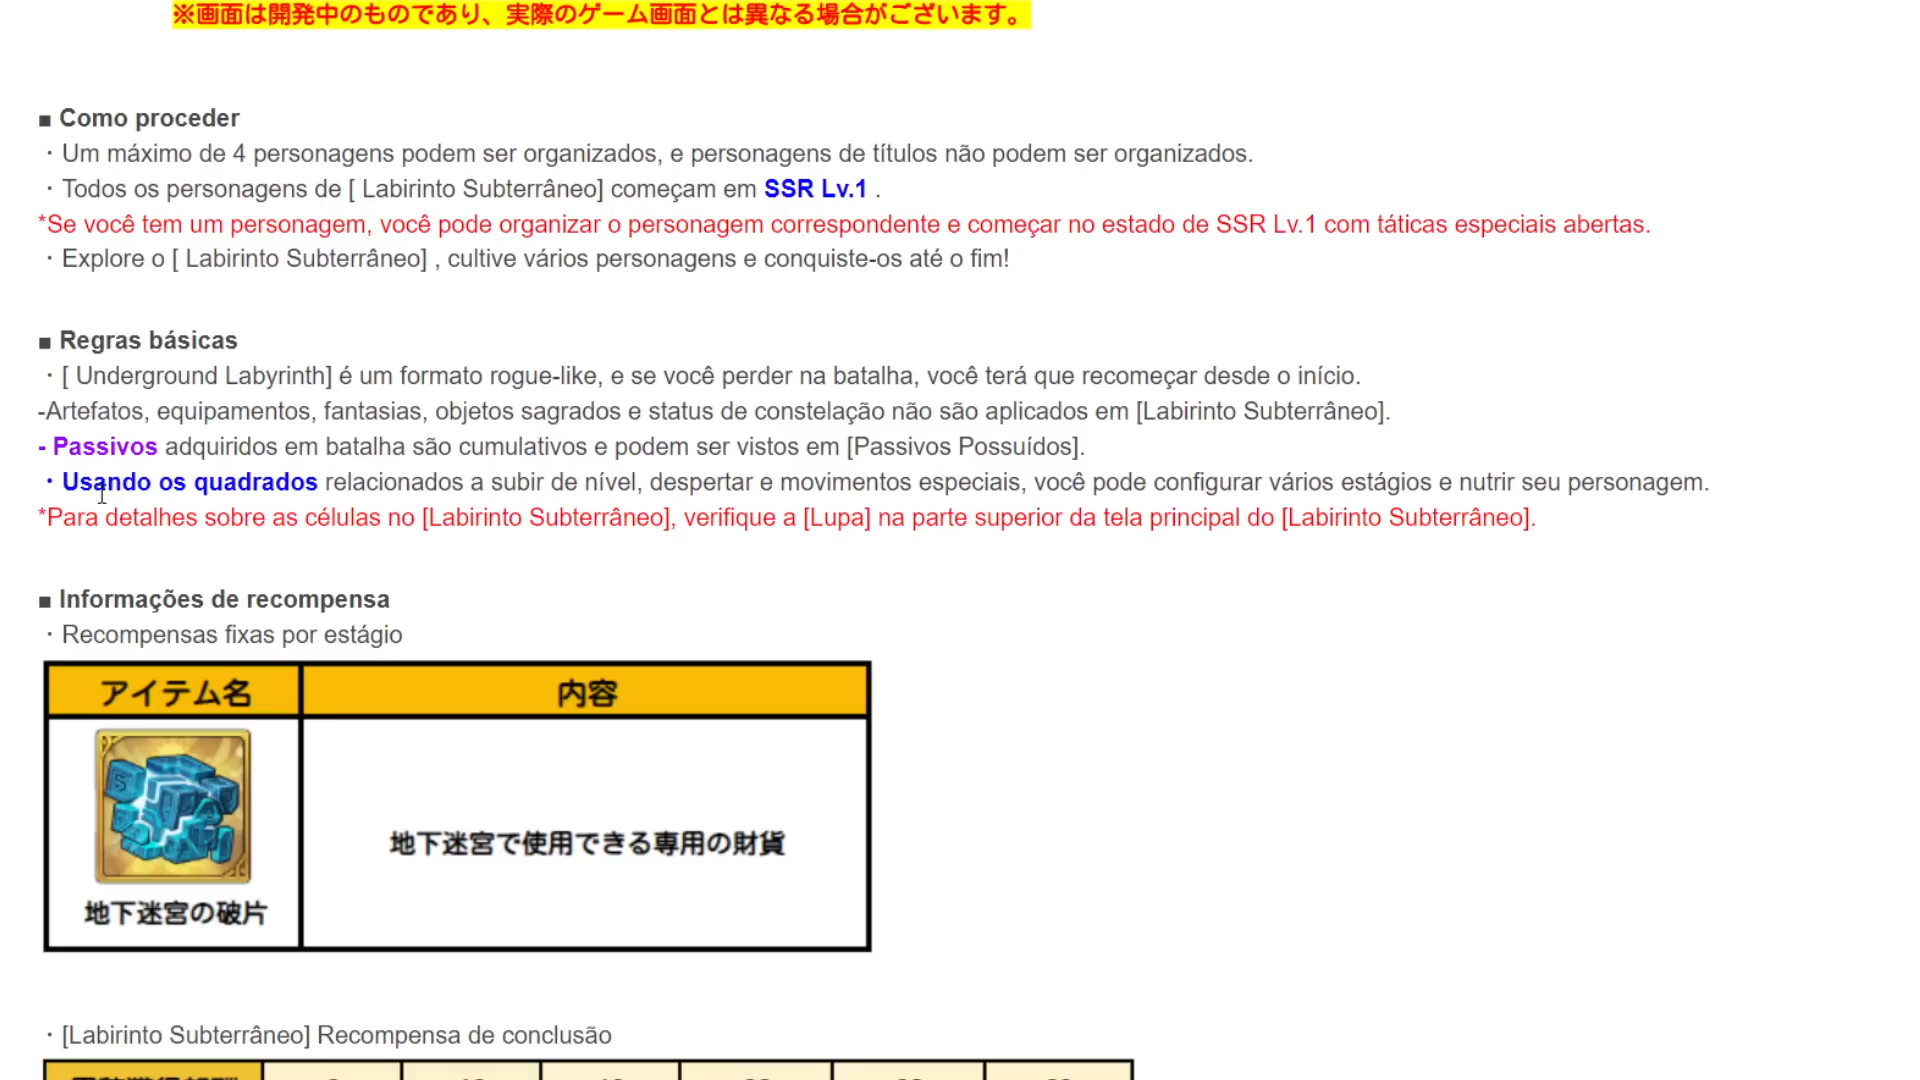 ※画面は開発中のものであり、実際のゲーム画面とは異なる場合がございます。
■ Como proceder
・Um máximo de 4 personagens podem ser organizados, e personagens de títulos não podem ser organizados.
・Todos os personagens de [ Labirinto Subterrâneo] começam em SSR Lv.1 .
*Se você tem um personagem, você pode organizar o personagem correspondente e começar no estado de SSR Lv.1 com táticas especiais abertas.
・Explore o [ Labirinto Subterrâneo] , cultive vários personagens e conquiste-os até o fim!
■ Regras básicas
・[ Underground Labyrinth] é um formato rogue-like, e se você perder na batalha, você terá que recomeçar desde o início.
-Artefatos, equipamentos, fantasias, objetos sagrados e status de constelação não são aplicados em [Labirinto Subterrâneo].
- Passivos adquiridos em batalha são cumulativos e podem ser vistos em [Passivos Possuídos].
・Usando os quadrados relacionados a subir de nível, despertar e movimentos especiais, você pode configurar vários estágios e nutrir seu personagem.
*Para detalhes sobre as células no [Labirinto Subterrâneo], verifique a [Lupa] na parte superior da tela principal do [Labirinto Subterrâneo].
■ Informações de recompensa
・Recompensas fixas por estágio
アイテム名 内容
地下迷宮で使用できる専用の財貨
地下迷宮の破片
・[Labirinto Subterrâneo] Recompensa de conclusão